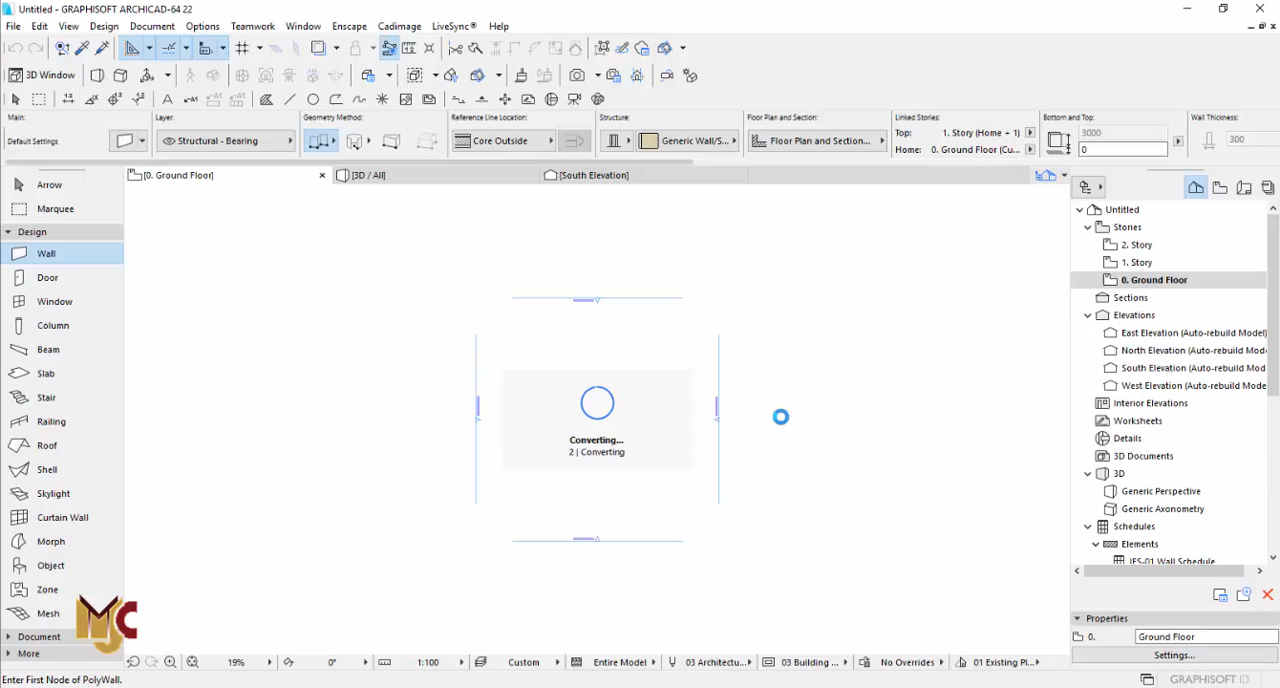 Untitled - GRAPHISOFT ARCHICAD-64 22
File Edit View Design Document Options Teamwork Window Enscape Cadimage LiveSync® Help
3D Window
Main: Layer: Geometry Method: Reference Line Location: Structure: Floor Plan and Section: Linked Stories: Bottom and Top: Wall Thickness:
Default Settings Structural - Bearing Core Outside Generic Wall/S... Floor Plan and Section... Top: 1. Story (Home + 1) 3000 300
Home: 0. Ground Floor (Cu... 0
[0. Ground Floor] [3D / All] [South Elevation]
Arrow
Marquee
Design
Wall
Door
Window
Column
Beam
Slab
Stair
Railing
Roof
Shell
Skylight
Curtain Wall
Morph
Object
Zone
Mesh
Document
More
MJC
Converting...
2 | Converting
Untitled
Stories
2. Story
1. Story
0. Ground Floor
Sections
Elevations
East Elevation (Auto-rebuild Model)
North Elevation (Auto-rebuild Mode
South Elevation (Auto-rebuild Mod
West Elevation (Auto-rebuild Mode
Interior Elevations
Worksheets
Details
3D Documents
3D
Generic Perspective
Generic Axonometry
Schedules
Elements
IES-01 Wall Schedule
Properties
0. Ground Floor
Settings...
19% 0° 1:100 Custom Entire Model 03 Architectu... 03 Building ... No Overrides 01 Existing Pl...
Enter First Node of PolyWall.
GRAPHISOFT ID